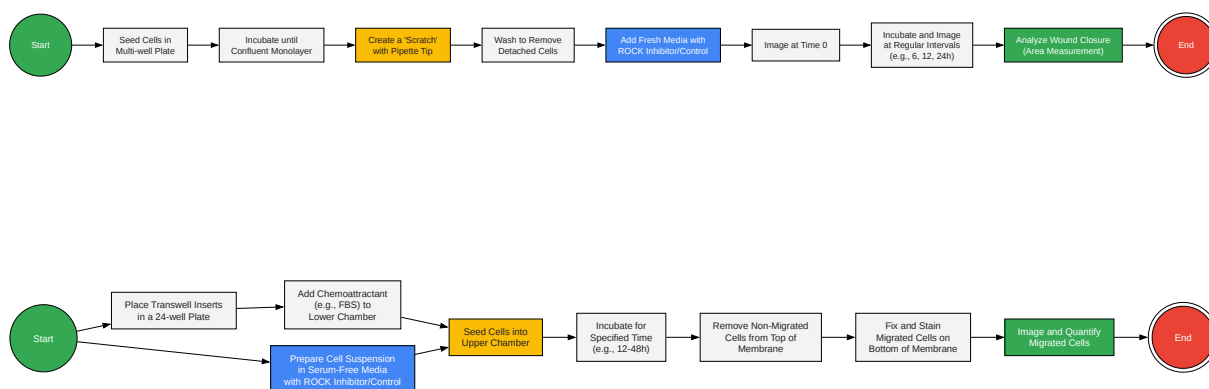 Start
Seed Cells in
Multi-well Plate
Incubate until
Confluent Monolayer
Create a 'Scratch'
with Pipette Tip
Wash to Remove
Detached Cells
Add Fresh Media with
ROCK Inhibitor/Control
Image at Time 0
Incubate and Image
at Regular Intervals
(e.g., 6, 12, 24h)
Analyze Wound Closure
(Area Measurement)
End
Start
Place Transwell Inserts
in a 24-well Plate
Add Chemoattractant
(e.g., FBS) to
Lower Chamber
Prepare Cell Suspension
in Serum-Free Media
with ROCK Inhibitor/Control
Seed Cells into
Upper Chamber
Incubate for
Specified Time
(e.g., 12-48h)
Remove Non-Migrated
Cells from Top of
Membrane
Fix and Stain
Migrated Cells on
Bottom of Membrane
Image and Quantify
Migrated Cells
End